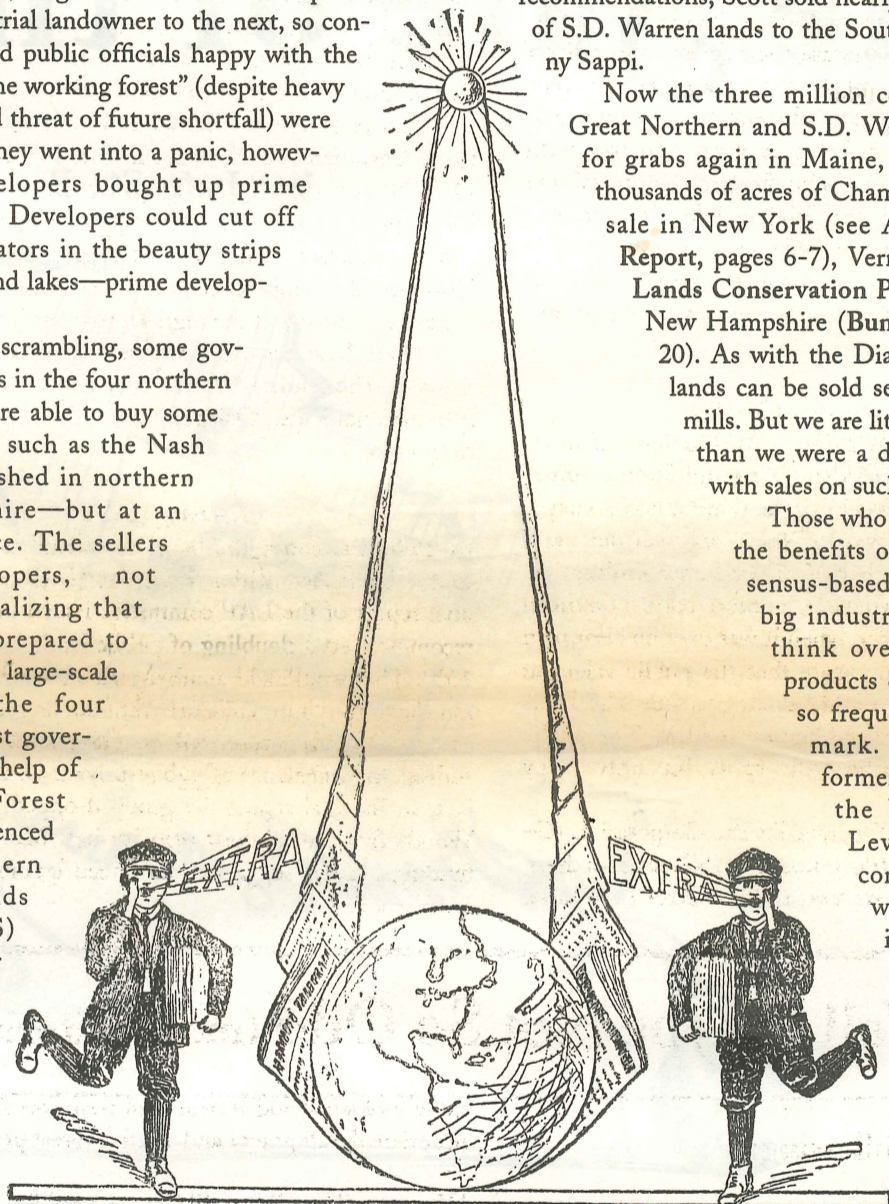 trial landowner to the next, so con-
d public officials happy with the
he working forest" (despite heavy
threat of future shortfall) were
hey went into a panic, howev-
elopers bought up prime
Developers could cut off
ators in the beauty strips
nd lakes—prime develop-
scrambling, some gov-
s in the four northern
re able to buy some
such as the Nash
shed in northern
ire—but at an
ce. The sellers
opers, not
alizing that
prepared to
large-scale
the four
st gover-
help of
Forest
enced
ern
ds
S)
EXTRA
of S.D. Warren lands to the Sout
ny Sappi.
Now the three million c
Great Northern and S.D. W
for grabs again in Maine,
thousands of acres of Cham
sale in New York (see A
Report, pages 6-7), Verm
Lands Conservation P
New Hampshire (Bun
20). As with the Dia
lands can be sold se
mills. But we are lit
than we were a d
with sales on suc
Those who
the benefits o
sensus-based
big industr
think ove
products
so frequ
mark.
forme
the
Lev
cor
w
i
EXTRA